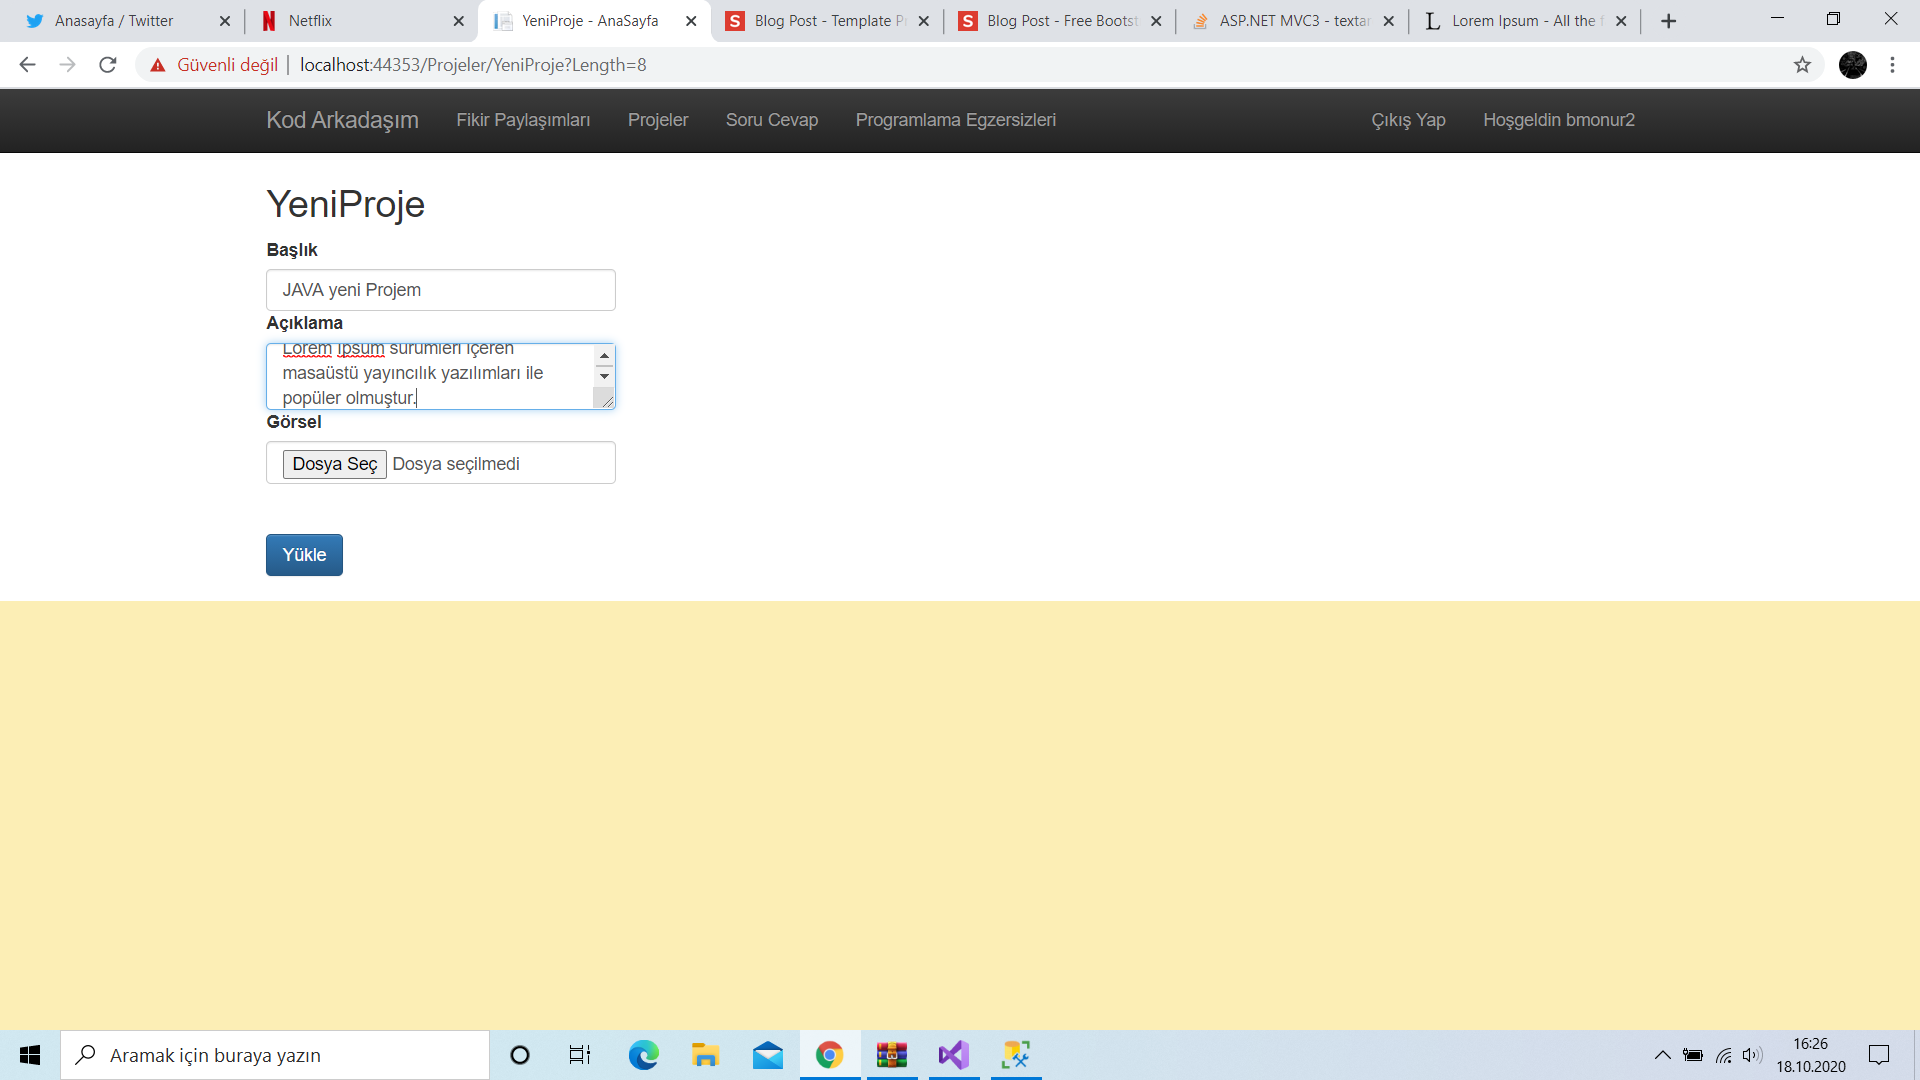 Anasayfa / Twitter
Netflix
YeniProje - AnaSayfa
S Blog Post - Template P
S Blog Post - Free Bootst
ASP.NET MVC3 - textar
L Lorem Ipsum - All the f
Güvenli değil | localhost:44353/Projeler/YeniProje?Length=8
Kod Arkadaşım Fikir Paylaşımları Projeler Soru Cevap Programlama Egzersizleri Çıkış Yap Hoşgeldin bmonur2
YeniProje
Başlık
JAVA yeni Projem
Açıklama
Lorem Ipsum sürümleri içeren
masaüstü yayıncılık yazılımları ile
popüler olmuştur.
Görsel
Dosya Seç Dosya seçilmedi
Yükle
Aramak için buraya yazın
16:26
18.10.2020